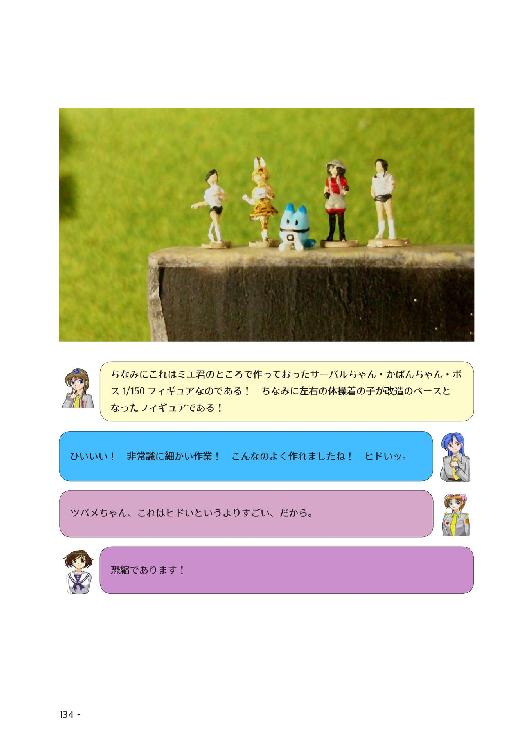 ちなみにこれはミエ君のところで作っておったサーバルちゃん・かばんちゃん・ボ
ス 1/150 フィギュアなのである！　ちなみに左右の体操着の子が改造のベースと
なったフィギュアである！
ひいいい！　非常識に細かい作業！　こんなのよく作れましたね！　ヒドいッ。
ツバメちゃん、これはヒドいというよりすごい、だから。
恐縮であります！
134 -